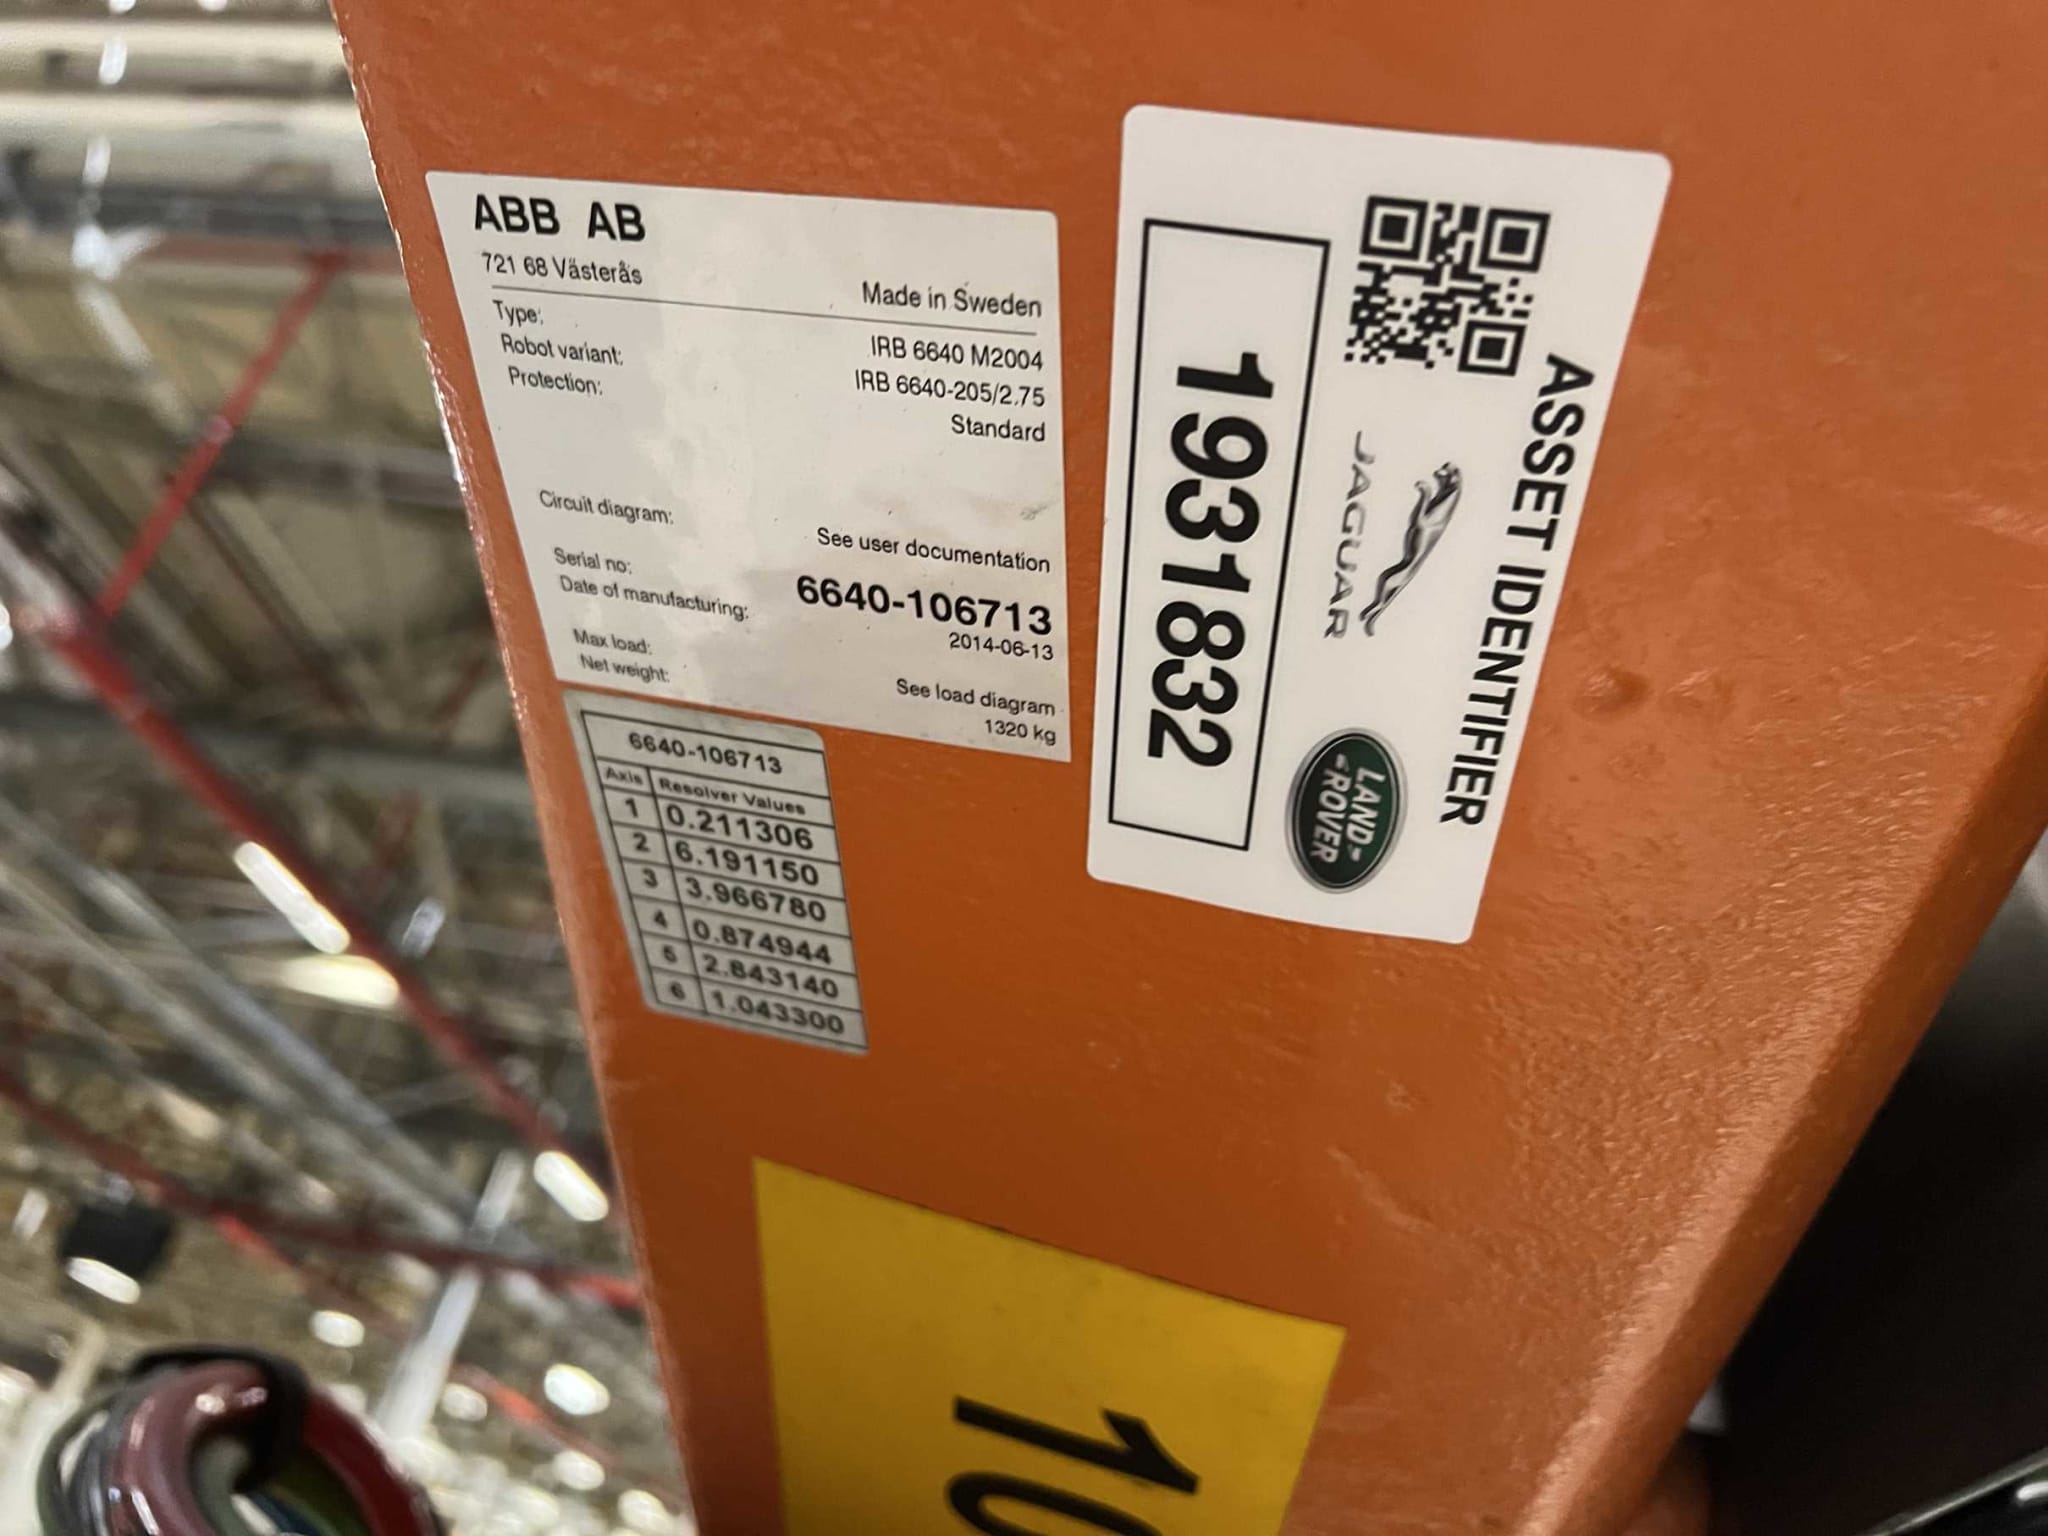 ABB AB
721 68 Västerås
Made in Sweden
Type: IRB 6640 M2004
Robot variant: IRB 6640-205/2.75
Protection: Standard
Circuit diagram: See user documentation
Serial no: 6640-106713
Date of manufacturing: 2014-06-13
Max load: See load diagram
Net weight: 1320 kg
6640-106713
Axis Resolver Values
1 0.211306
2 6.191150
3 3.966780
4 0.874944
5 2.843140
6 1.043300
ASSET IDENTIFIER
JAGUAR
LAND-
ROVER
1931832